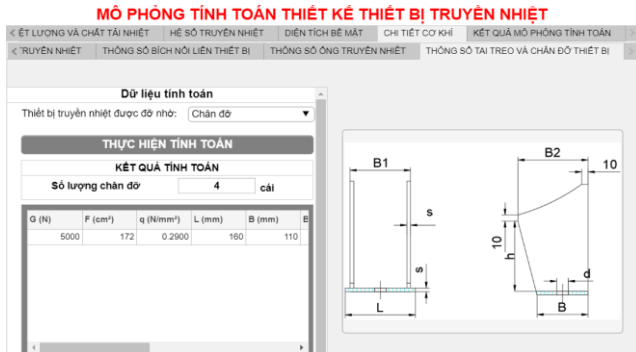 MÔ PHỎNG TÍNH TOÁN THIẾT KẾ THIẾT BỊ TRUYỀN NHIỆT
ỆT LƯỢNG VÀ CHẤT TẢI NHIỆT HỆ SỐ TRUYỀN NHIỆT DIỆN TÍCH BỀ MẶT CHI TIẾT CƠ KHÍ KẾT QUẢ MÔ PHỎNG TÍNH TOÁN
TRUYỀN NHIỆT THÔNG SỐ BÍCH NỐI LIỀN THIẾT BỊ THÔNG SỐ ỐNG TRUYỀN NHIỆT THÔNG SỐ TAI TREO VÀ CHÂN ĐỠ THIẾT BỊ
Dữ liệu tính toán
Thiết bị truyền nhiệt được đỡ nhờ: Chân đỡ
THỰC HIỆN TÍNH TOÁN
KẾT QUẢ TÍNH TOÁN
Số lượng chân đỡ 4 cái
G (N) F (cm²) q (N/mm²) L (mm) B (mm) B
5000 172 0.2900 160 110
B1
s
s
L
B2
10
10
h
d
B